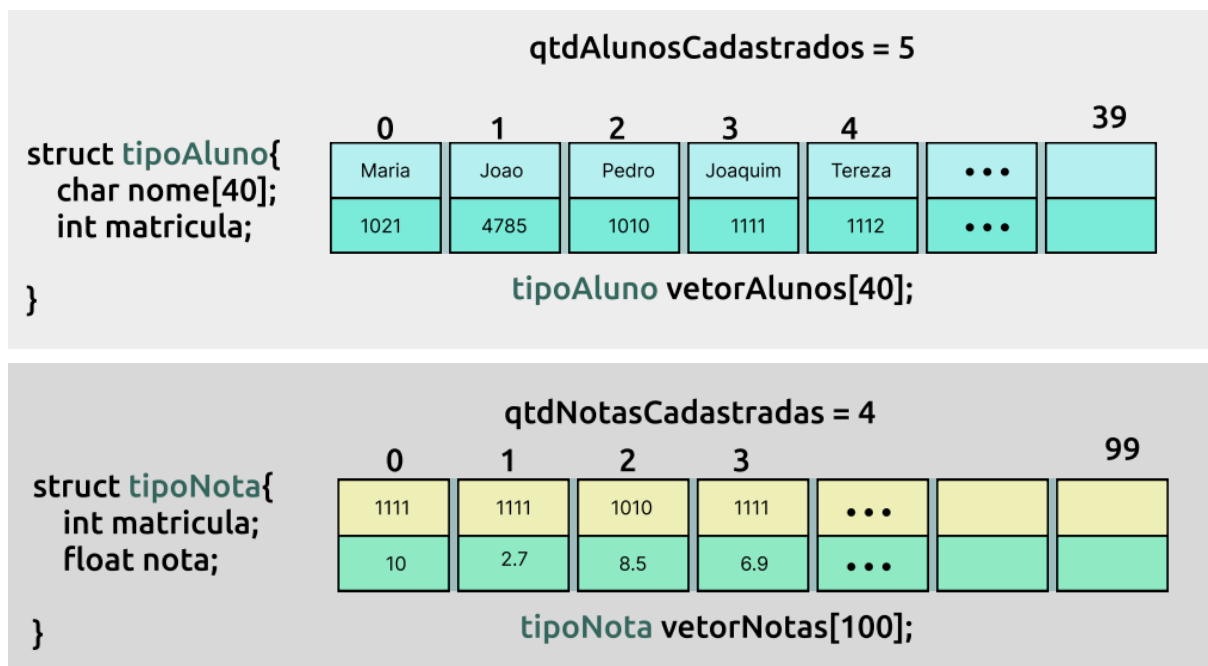 qtdAlunosCadastrados = 5
struct tipoAluno{
char nome[40];
int matricula;
}
0 1 2 3 4 39
Maria Joao Pedro Joaquim Tereza •••
1021 4785 1010 1111 1112 •••
tipoAluno vetorAlunos[40];
qtdNotasCadastradas = 4
struct tipoNota{
int matricula;
float nota;
}
0 1 2 3 99
1111 1111 1010 1111 •••
10 2.7 8.5 6.9 •••
tipoNota vetorNotas[100];